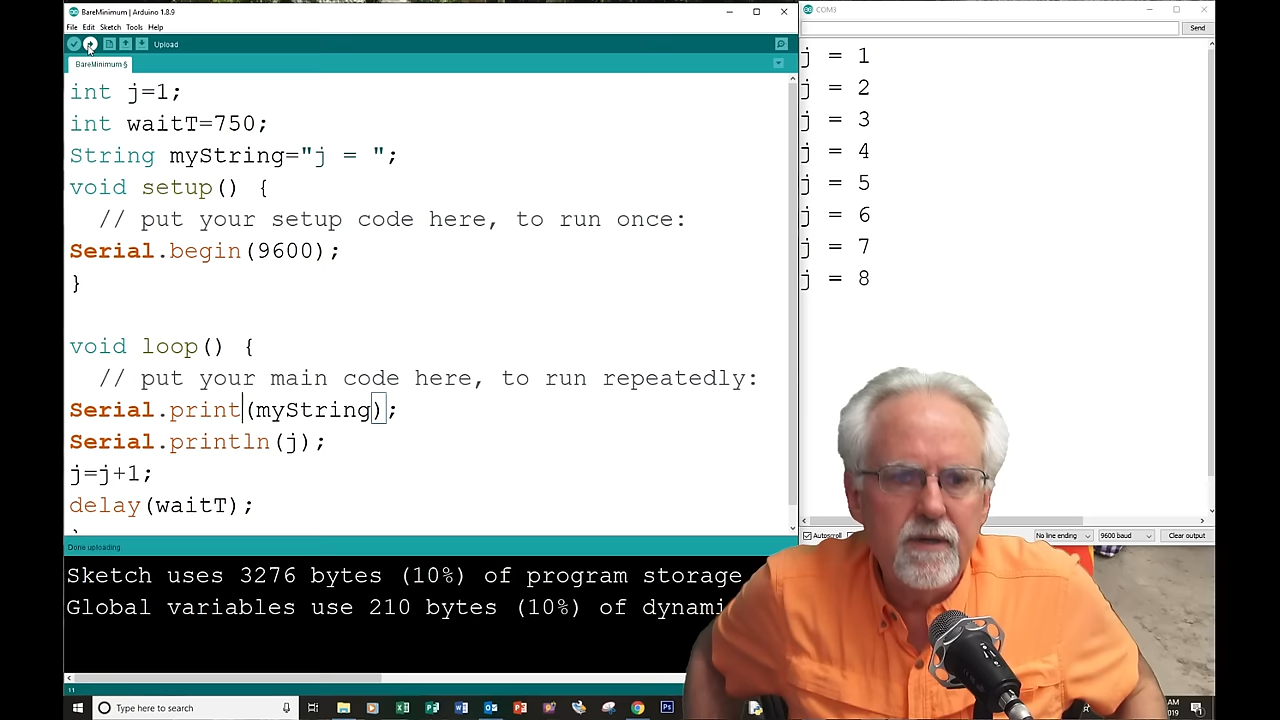 BareMinimum | Arduino 1.8.9
File Edit Sketch Tools Help
Upload
BareMinimum §
int j=1;
int waitT=750;
String myString="j = ";
void setup() {
// put your setup code here, to run once:
Serial.begin(9600);
}
void loop() {
// put your main code here, to run repeatedly:
Serial.print(myString);
Serial.println(j);
j=j+1;
delay(waitT);
Done uploading
Sketch uses 3276 bytes (10%) of program storage
Global variables use 210 bytes (10%) of dynami
11
Type here to search
COM3
Send
j = 1
j = 2
j = 3
j = 4
j = 5
j = 6
j = 7
j = 8
Autoscroll
No line ending
9600 baud
Clear output
AM
2019